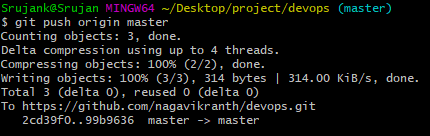 Srujank@Srujan MINGW64 ~/Desktop/project/devops (master)
$ git push origin master
Counting objects: 3, done.
Delta compression using up to 4 threads.
Compressing objects: 100% (2/2), done.
Writing objects: 100% (3/3), 314 bytes | 314.00 KiB/s, done.
Total 3 (delta 0), reused 0 (delta 0)
To https://github.com/nagavikranth/devops.git
   2cd39f0..99b9636  master -> master